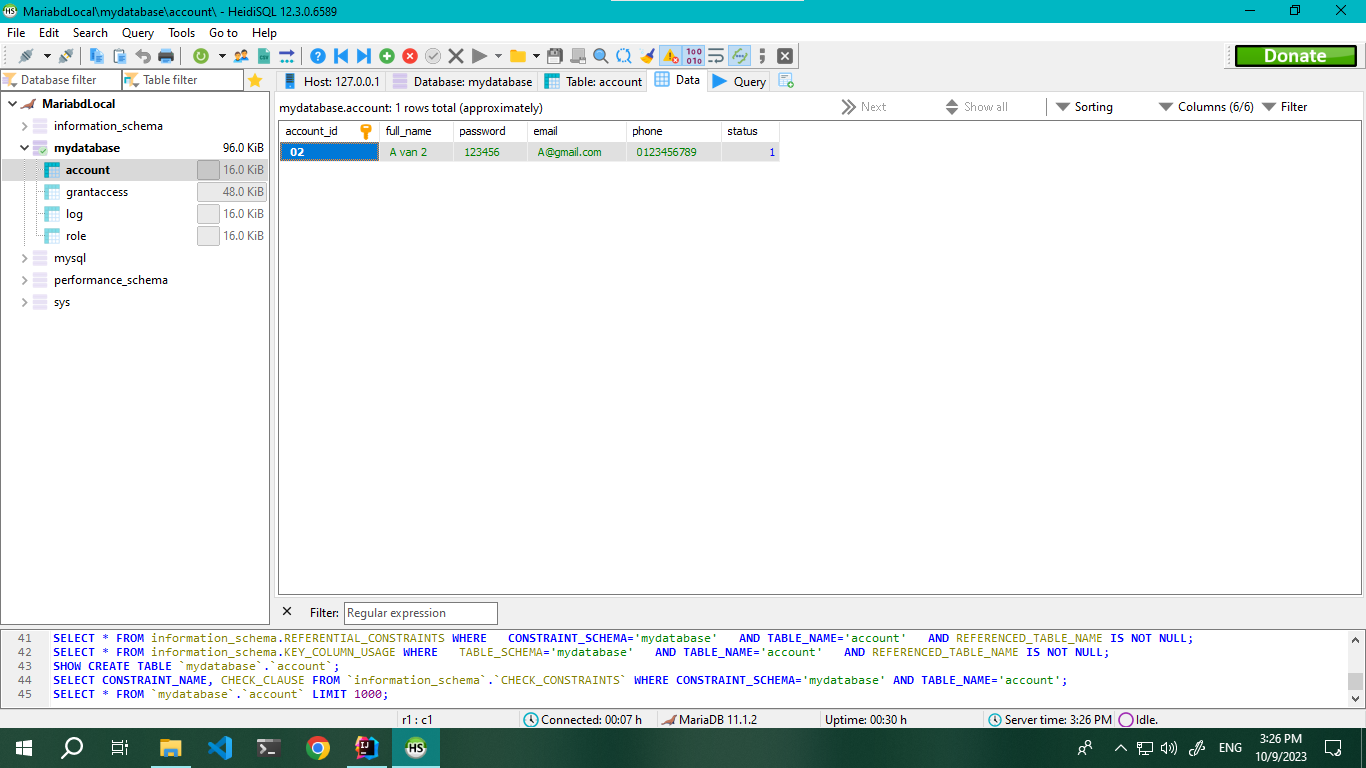 MariabdLocal\mydatabase\account\ - HeidiSQL 12.3.0.6589
File Edit Search Query Tools Go to Help
Donate
Database filter Table filter
Host: 127.0.0.1 Database: mydatabase Table: account Data Query
MariabdLocal
information_schema
mydatabase 96.0 KiB
account 16.0 KiB
grantaccess 48.0 KiB
log 16.0 KiB
role 16.0 KiB
mysql
performance_schema
sys
mydatabase.account: 1 rows total (approximately) Next Show all Sorting Columns (6/6) Filter
account_id full_name password email phone status
02 A van 2 123456 A@gmail.com 0123456789 1
Filter: Regular expression
41 SELECT * FROM information_schema.REFERENTIAL_CONSTRAINTS WHERE CONSTRAINT_SCHEMA='mydatabase' AND TABLE_NAME='account' AND REFERENCED_TABLE_NAME IS NOT NULL;
42 SELECT * FROM information_schema.KEY_COLUMN_USAGE WHERE TABLE_SCHEMA='mydatabase' AND TABLE_NAME='account' AND REFERENCED_TABLE_NAME IS NOT NULL;
43 SHOW CREATE TABLE `mydatabase`.`account`;
44 SELECT CONSTRAINT_NAME, CHECK_CLAUSE FROM `information_schema`.`CHECK_CONSTRAINTS` WHERE CONSTRAINT_SCHEMA='mydatabase' AND TABLE_NAME='account';
45 SELECT * FROM `mydatabase`.`account` LIMIT 1000;
r1 : c1 Connected: 00:07 h MariaDB 11.1.2 Uptime: 00:30 h Server time: 3:26 PM Idle.
HS
ENG
3:26 PM
10/9/2023